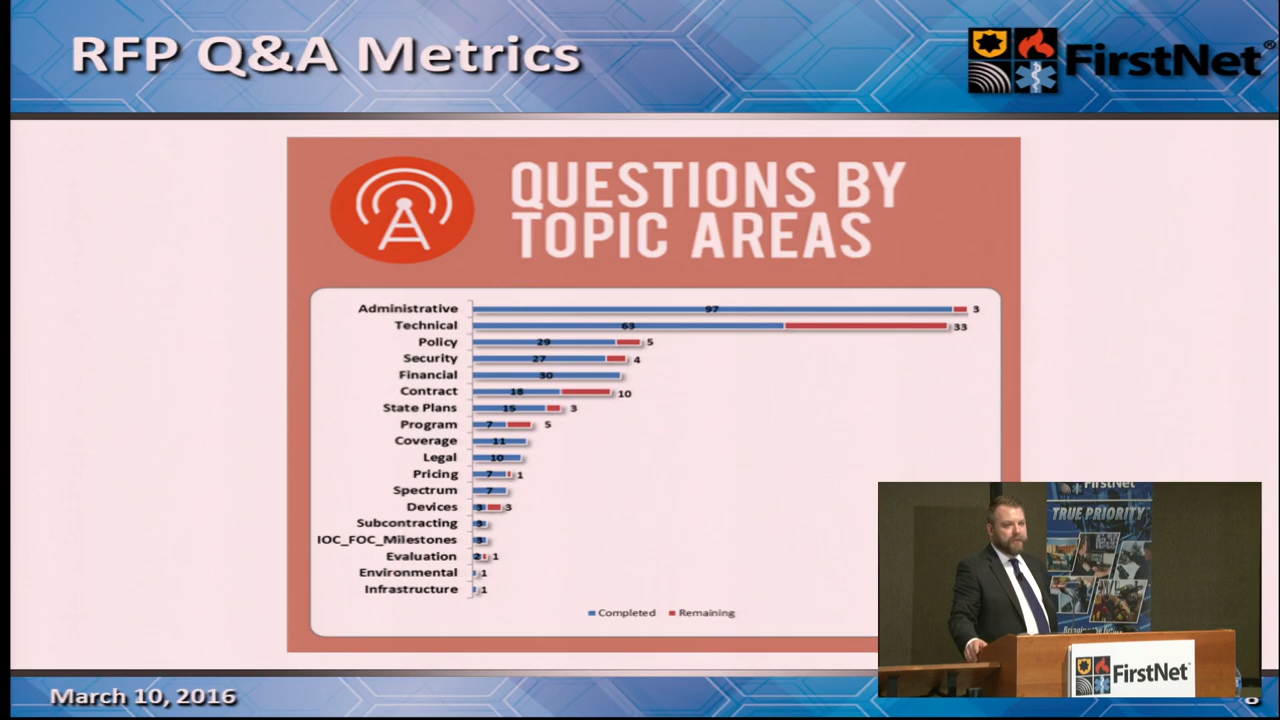 RFP Q&A Metrics
FirstNet®
QUESTIONS BY
TOPIC AREAS
Administrative 97 3
Technical 63 33
Policy 29 5
Security 27 4
Financial 30
Contract 18 10
State Plans 15 3
Program 7 5
Coverage 11
Legal 10
Pricing 7 1
Spectrum 7
Devices 3 3
Subcontracting 3
IOC_FOC_Milestones 3
Evaluation 2 1
Environmental 1
Infrastructure 1
Completed Remaining
FirstNet
TRUE PRIORITY
Bringing the Future
FirstNet
March 10, 2016